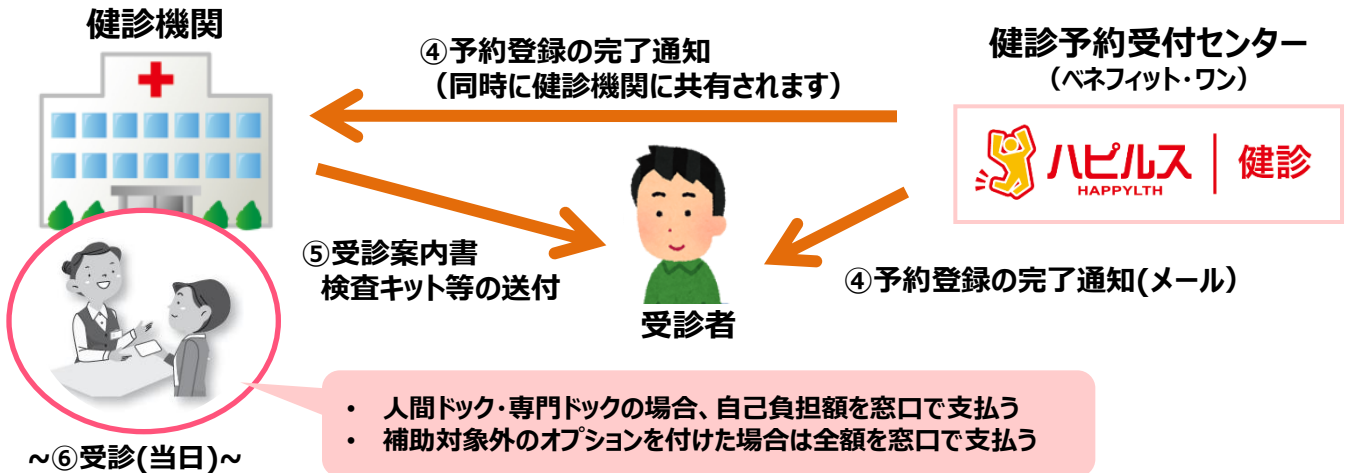 健診機関
④予約登録の完了通知
（同時に健診機関に共有されます）
健診予約受付センター
（ベネフィット・ワン）
ハピルス 健診
HAPPYLTH
⑤受診案内書
検査キット等の送付
④予約登録の完了通知(メール）
受診者
・ 人間ドック・専門ドックの場合、自己負担額を窓口で支払う
・ 補助対象外のオプションを付けた場合は全額を窓口で支払う
~⑥受診(当日)~